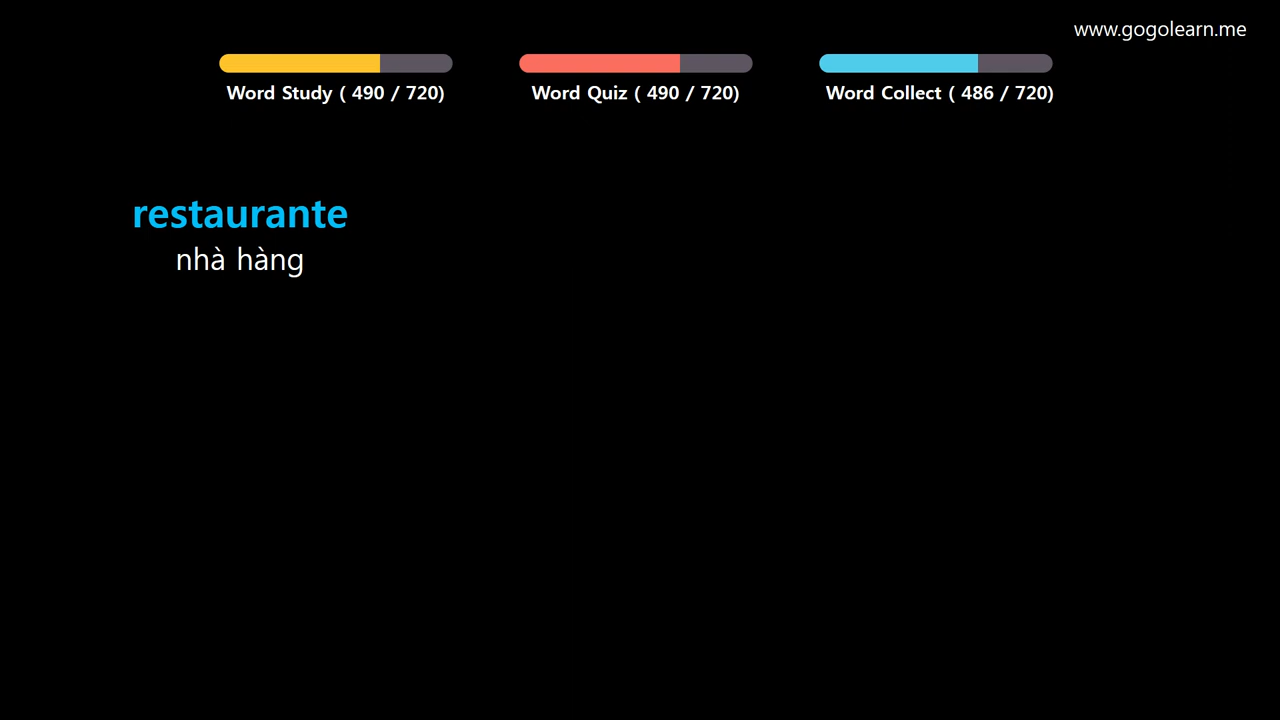 www.gogolearn.me
Word Study ( 490 / 720)
Word Quiz ( 490 / 720)
Word Collect ( 486 / 720)
restaurante
nhà hàng